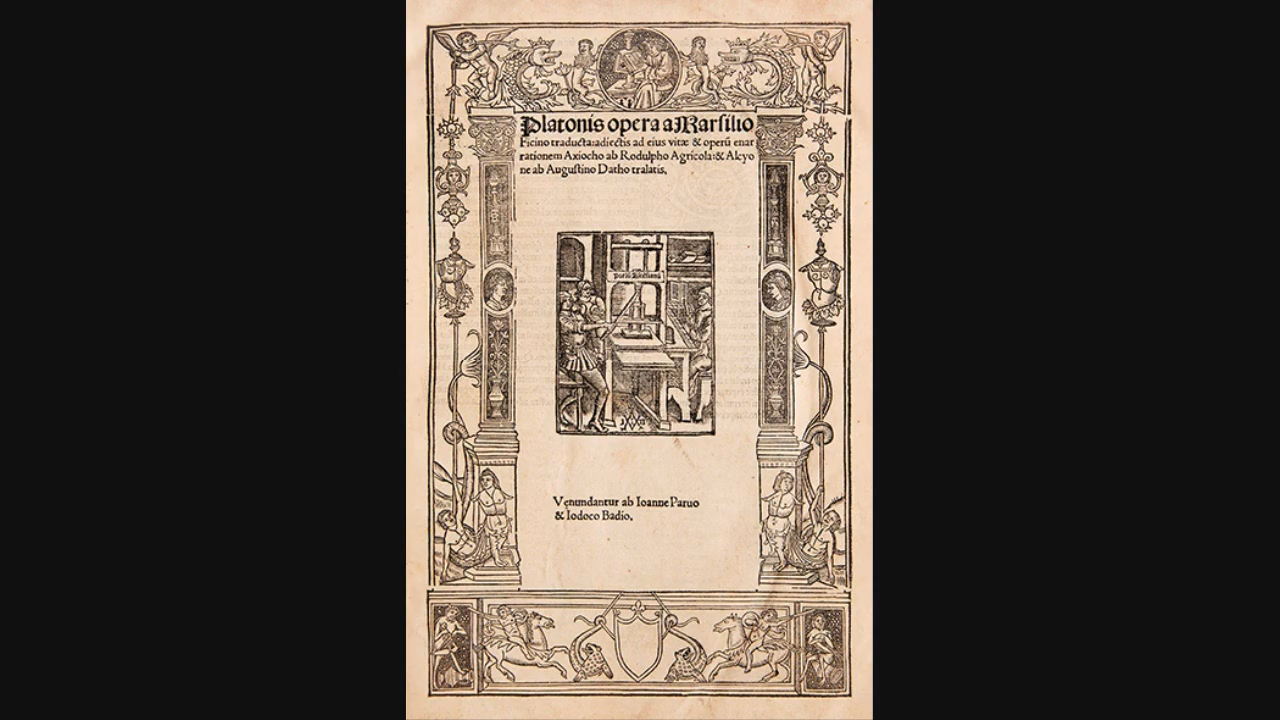 Platonis opera a Marsilio
Ficino traducta: adiectis ad eius vitæ & operū enar
rationem Axiocho ab Rodulpho Agricola: & Alcyo
ne ab Augustino Datho tralatis.
Venundantur ab Ioanne Paruo
& Iodoco Badio.